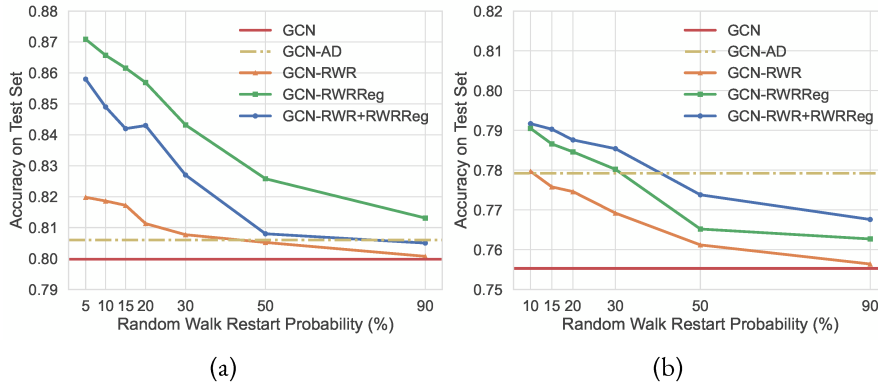 0.88
0.87
0.86
0.85
0.84
0.83
0.82
0.81
0.80
0.79
Accuracy on Test Set
GCN
GCN-AD
GCN-RWR
GCN-RWRReg
GCN-RWR+RWRReg
5 10 15 20 30 50 90
Random Walk Restart Probability (%)
(a)
0.82
0.81
0.80
0.79
0.78
0.77
0.76
0.75
Accuracy on Test Set
GCN
GCN-AD
GCN-RWR
GCN-RWRReg
GCN-RWR+RWRReg
10 15 20 30 50 90
Random Walk Restart Probability (%)
(b)